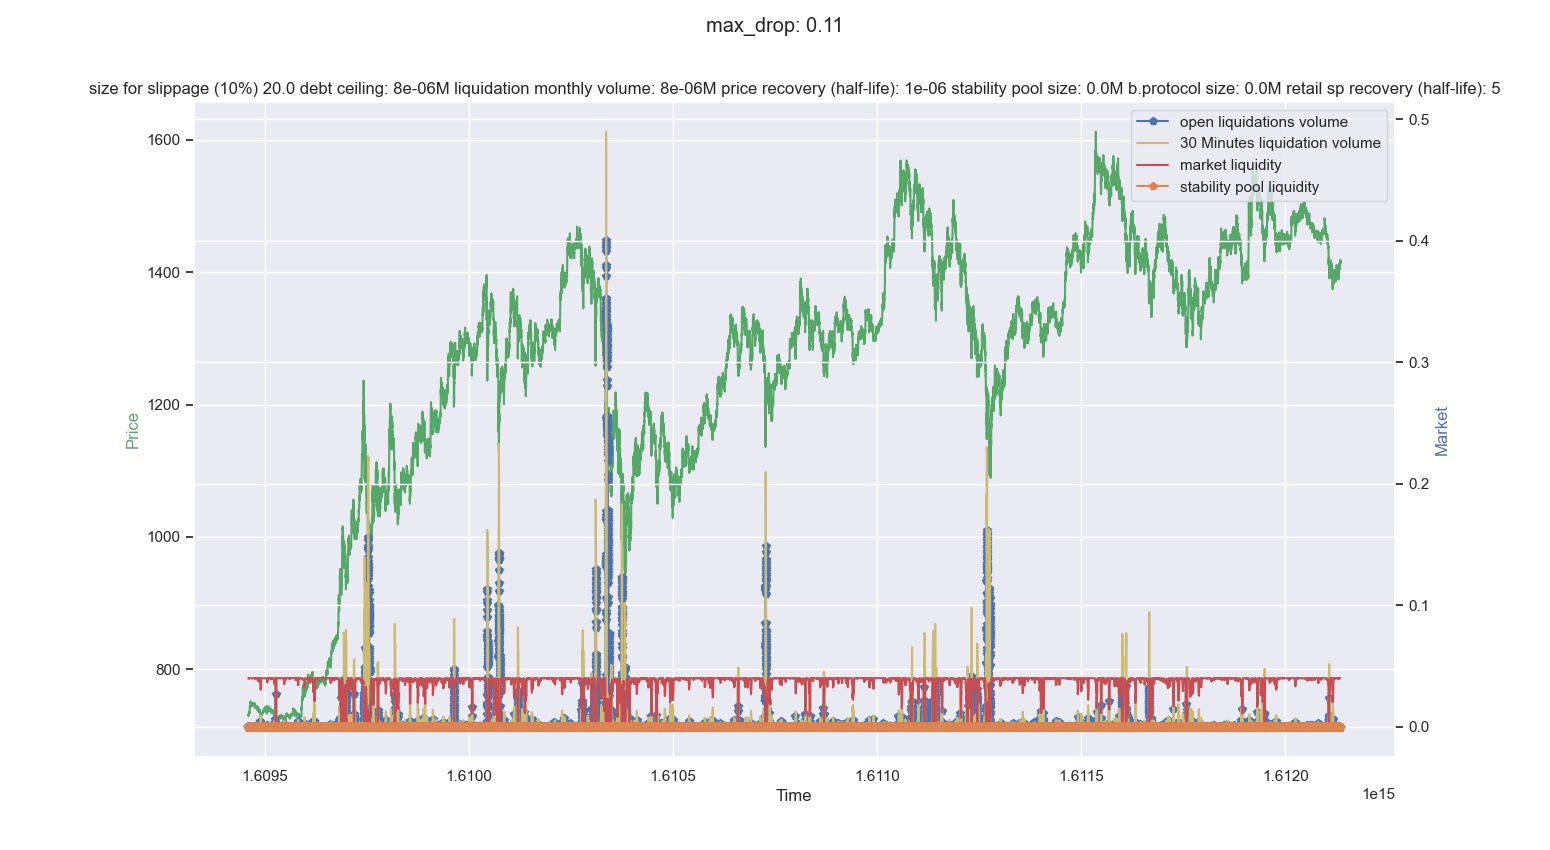 max_drop: 0.11
size for slippage (10%) 20.0 debt ceiling: 8e-06M liquidation monthly volume: 8e-06M price recovery (half-life): 1e-06 stability pool size: 0.0M b.protocol size: 0.0M retail sp recovery (half-life): 5
open liquidations volume
30 Minutes liquidation volume
market liquidity
stability pool liquidity
1600
1400
1200
1000
800
Price
0.5
0.4
0.3
0.2
0.1
0.0
Market
1.6095 1.6100 1.6105 1.6110 1.6115 1.6120
Time
1e15